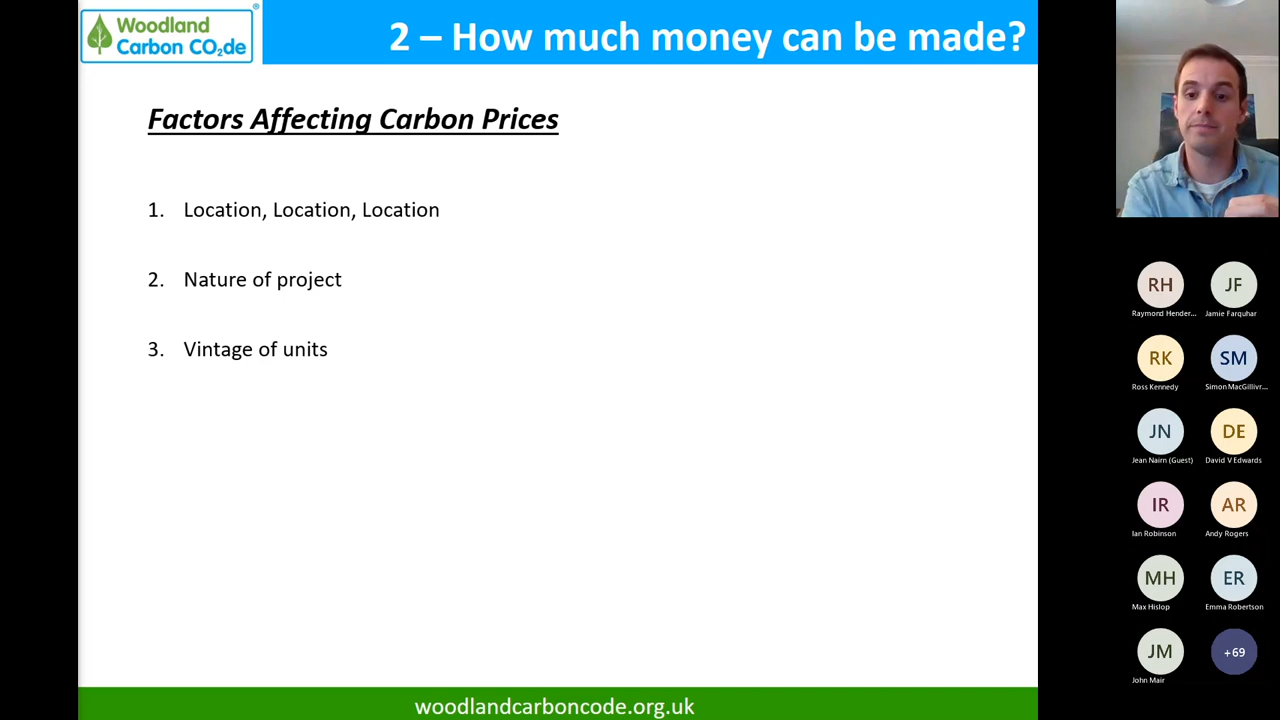 Woodland
Carbon CO2de
®
2 – How much money can be made?
Factors Affecting Carbon Prices
1. Location, Location, Location
2. Nature of project
3. Vintage of units
woodlandcarboncode.org.uk
RH
JF
Raymond Hender...
Jamie Farquhar
RK
SM
Ross Kennedy
Simon MacGillivr...
JN
DE
Jean Nairn (Guest)
David V Edwards
IR
AR
Ian Robinson
Andy Rogers
MH
ER
Max Hislop
Emma Robertson
JM
+69
John Mair